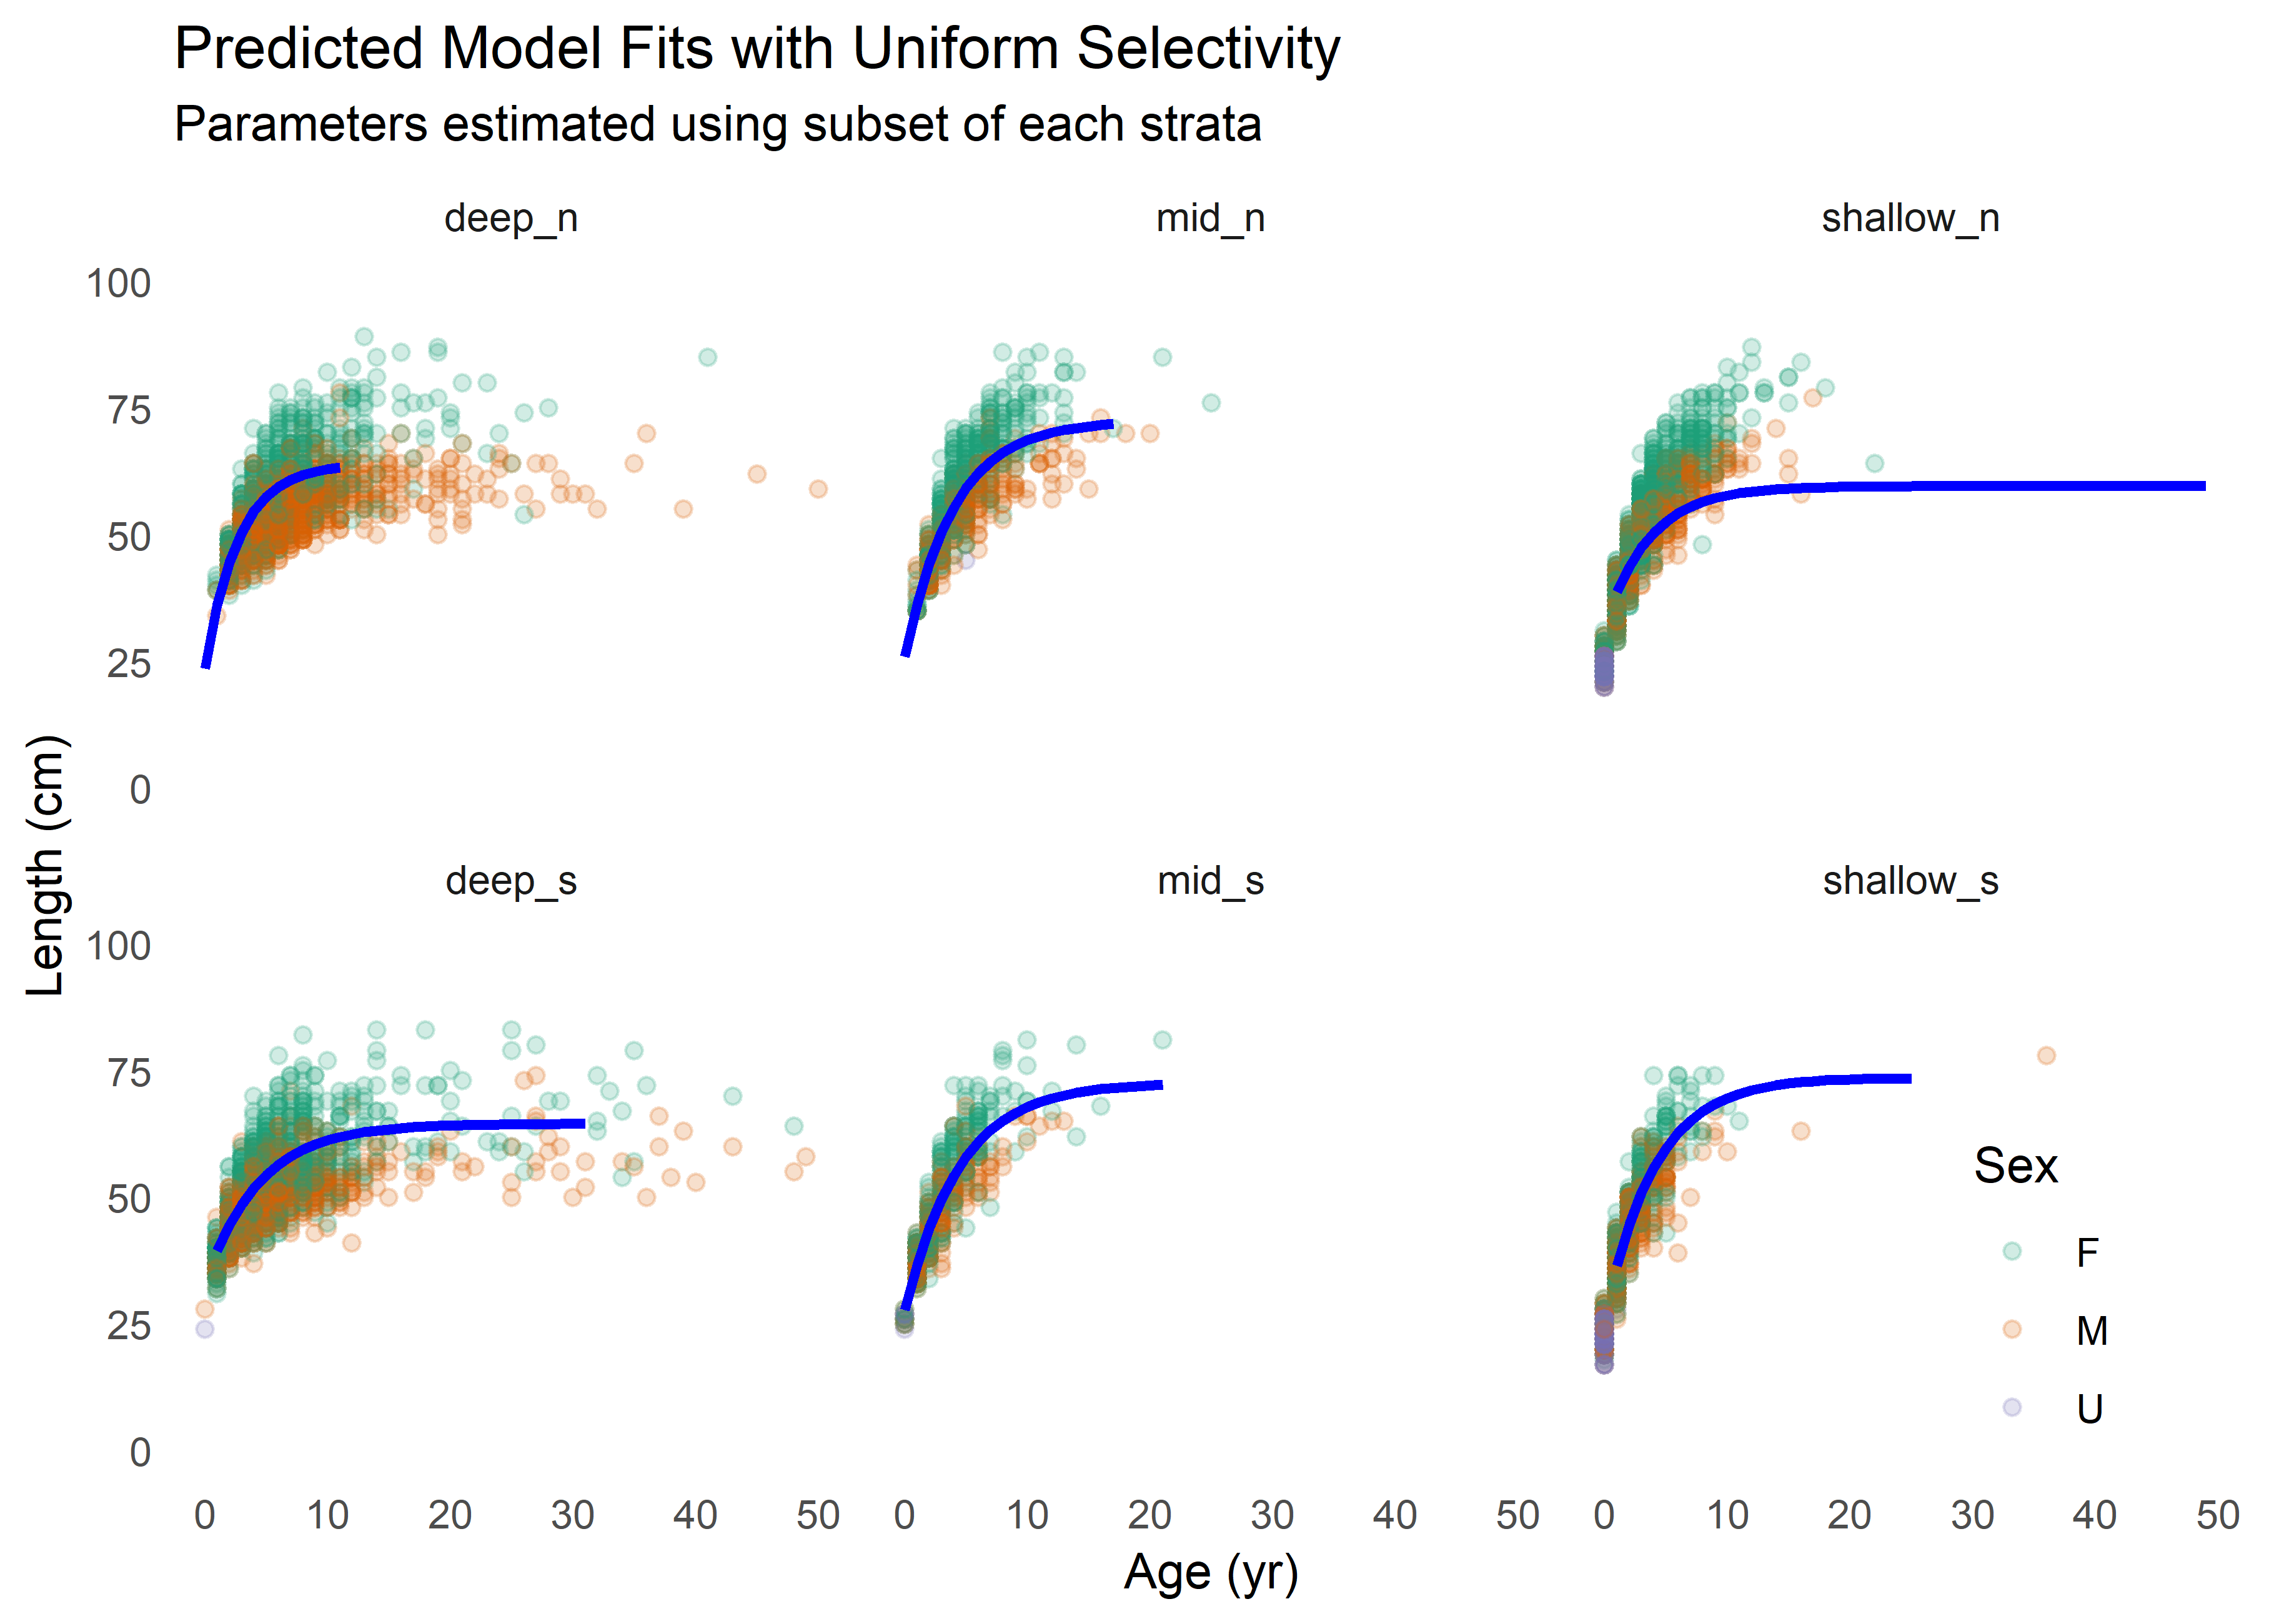 Predicted Model Fits with Uniform Selectivity
Parameters estimated using subset of each strata
deep_n
mid_n
shallow_n
100
75
50
25
0
Length (cm)
deep_s
mid_s
shallow_s
100
75
50
25
0
Sex
F
M
U
0 10 20 30 40 50
0 10 20 30 40 50
0 10 20 30 40 50
Age (yr)